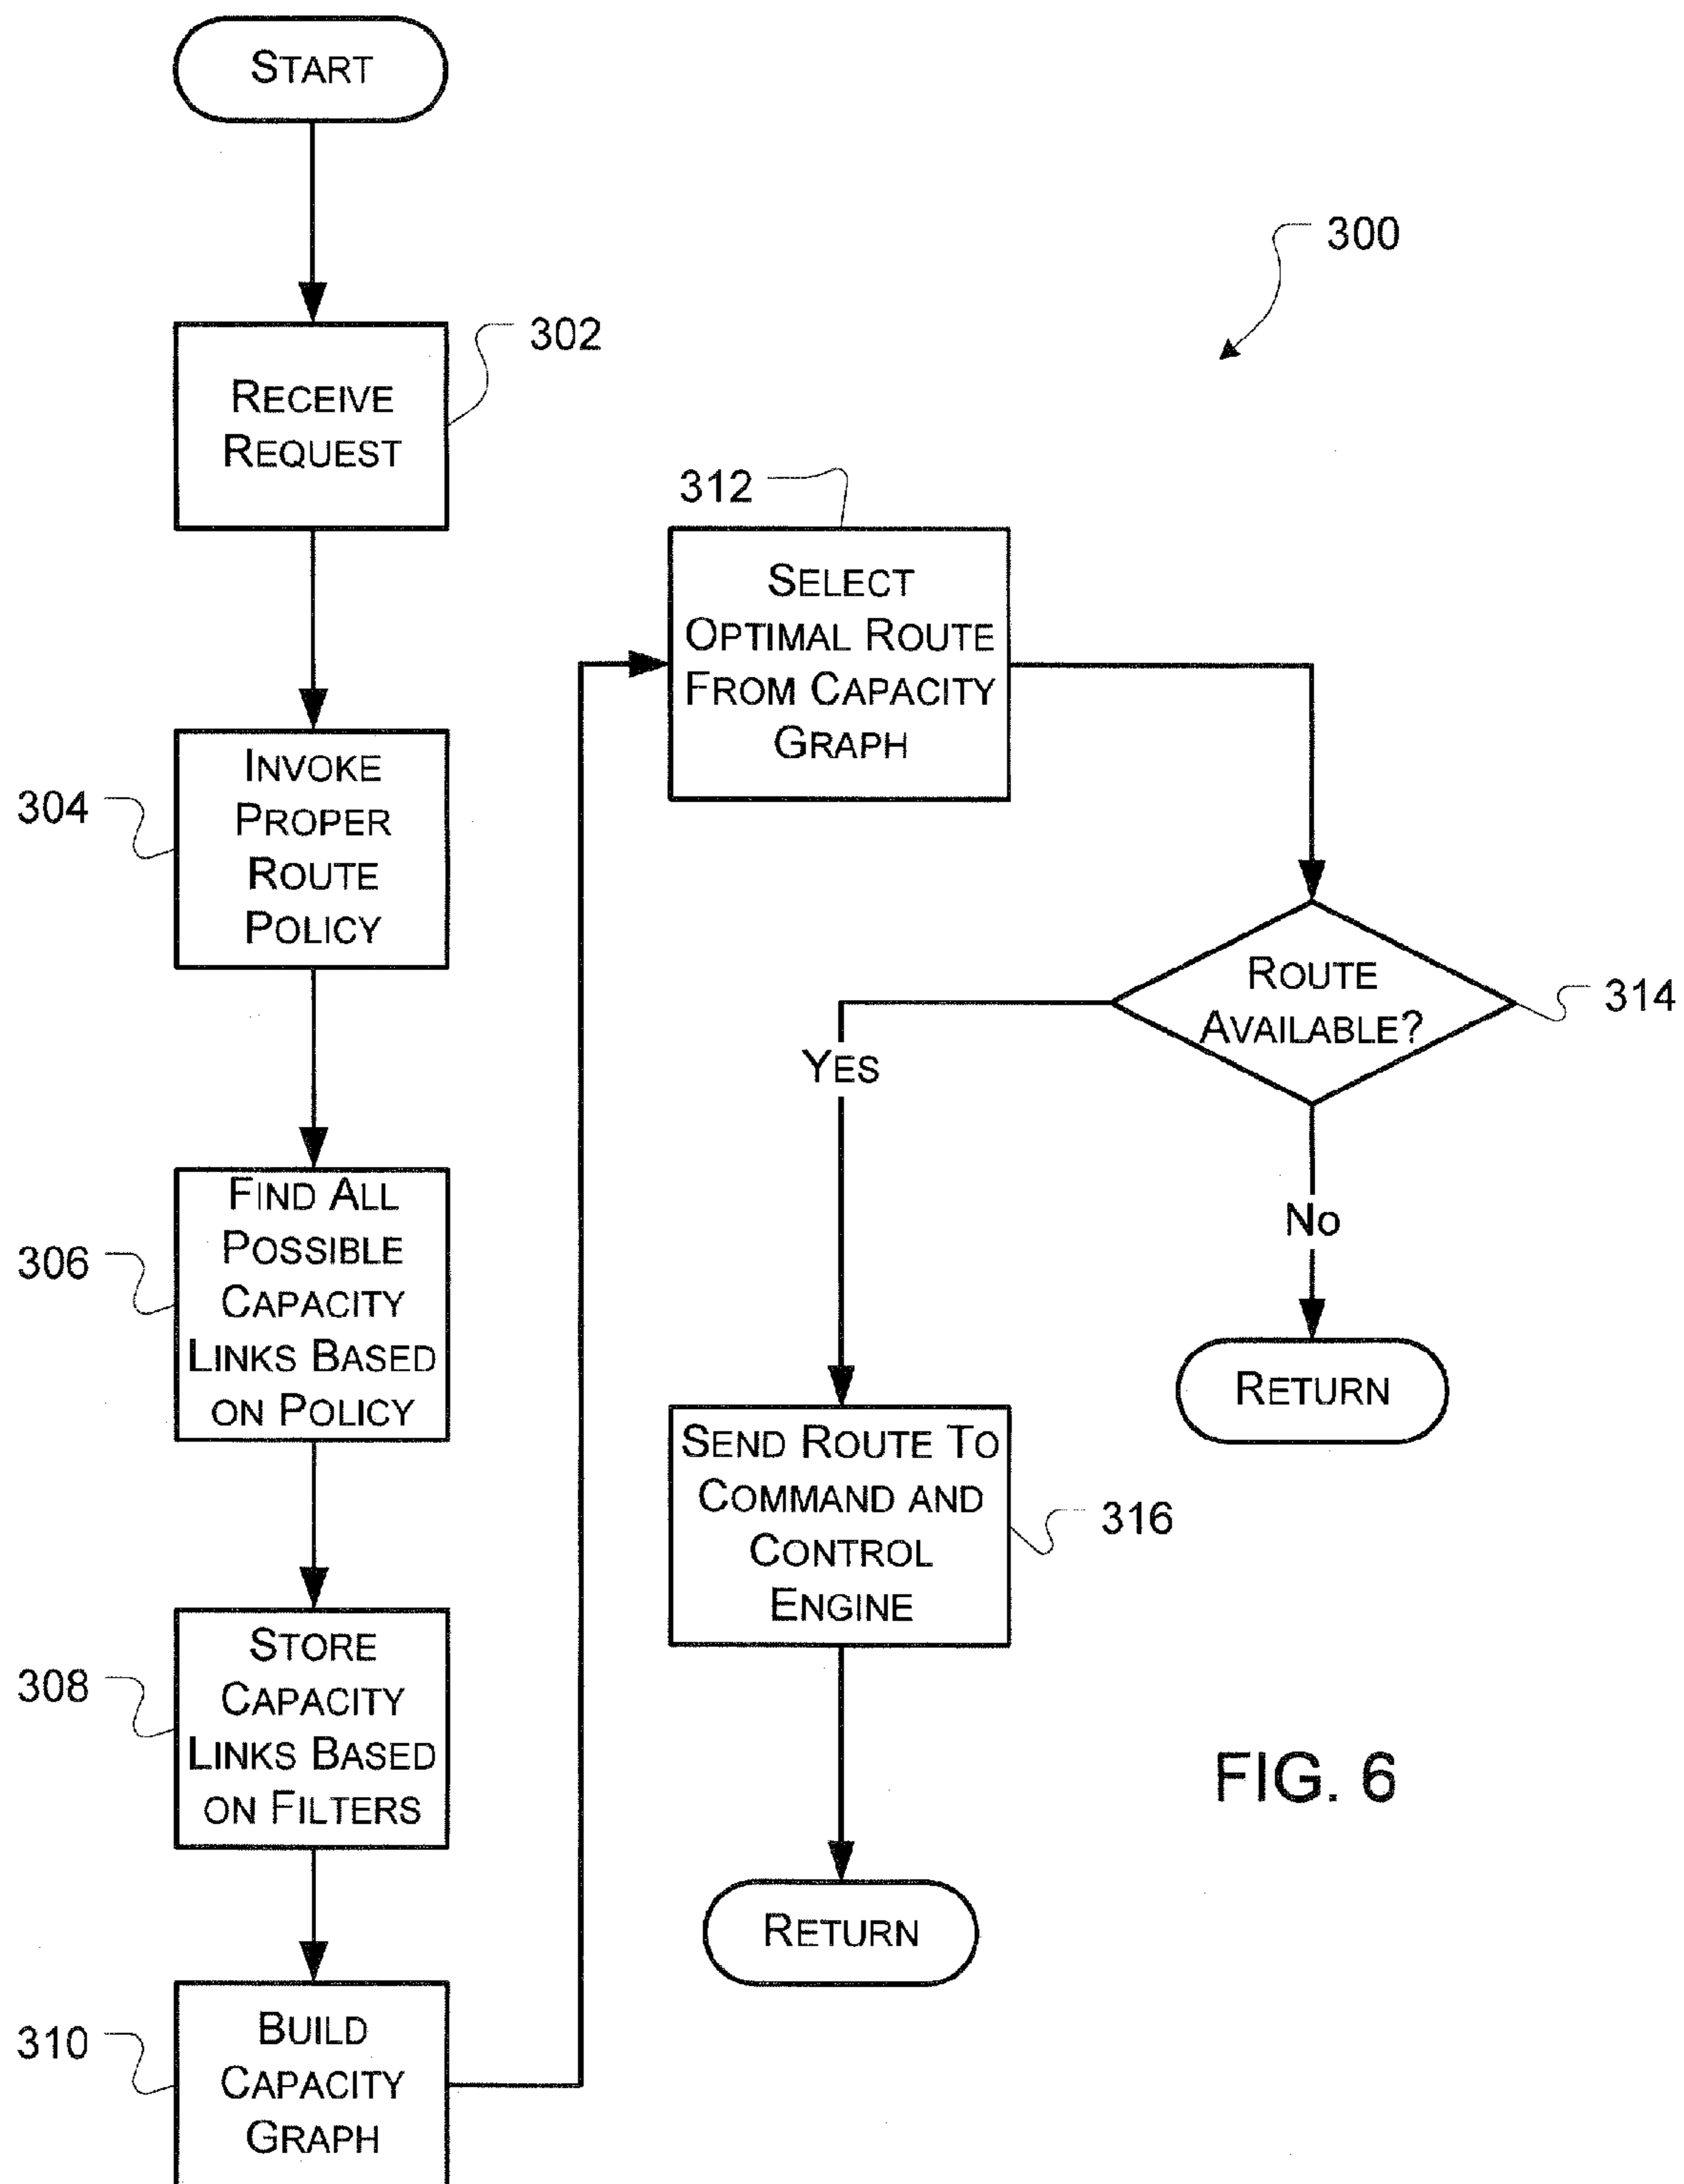 START
302
RECEIVE
REQUEST
304
INVOKE
PROPER
ROUTE
POLICY
306
FIND ALL
POSSIBLE
CAPACITY
LINKS BASED
ON POLICY
308
STORE
CAPACITY
LINKS BASED
ON FILTERS
310
BUILD
CAPACITY
GRAPH
300
312
SELECT
OPTIMAL ROUTE
FROM CAPACITY
GRAPH
314
ROUTE
AVAILABLE?
YES
NO
RETURN
316
SEND ROUTE TO
COMMAND AND
CONTROL
ENGINE
RETURN
FIG. 6